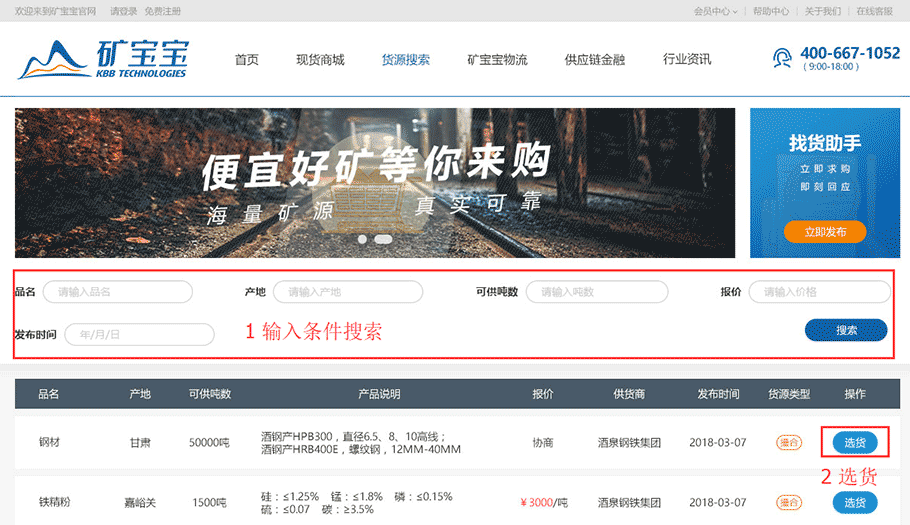 欢迎来到矿宝宝官网 请登录 免费注册 会员中心 帮助中心 关于我们 在线客服
矿宝宝
KBB TECHNOLOGIES
首页 现货商城 货源搜索 矿宝宝物流 供应链金融 行业资讯
400-667-1052
（9:00-18:00）
便宜好矿等你来购
海量矿源 真实可靠
找货助手
立即求购
即刻回应
立即发布
品名 请输入品名 产地 请输入产地 可供吨数 请输入吨数 报价 请输入价格
发布时间 年/月/日 1 输入条件搜索 搜索
品名 产地 可供吨数 产品说明 报价 供货商 发布时间 货源类型 操作
钢材 甘肃 50000吨 酒钢产HPB300，直径6.5、8、10高线； 协商 酒泉钢铁集团 2018-03-07 撮合 选货
酒钢产HRB400E，螺纹钢，12MM-40MM
2 选货
铁精粉 嘉峪关 1500吨 硅：≤1.25% 锰：≤1.8% 磷：≤0.15% ￥3000/吨 酒泉钢铁集团 2018-03-07 撮合 选货
硫：≤0.07 碳：≥3.5%